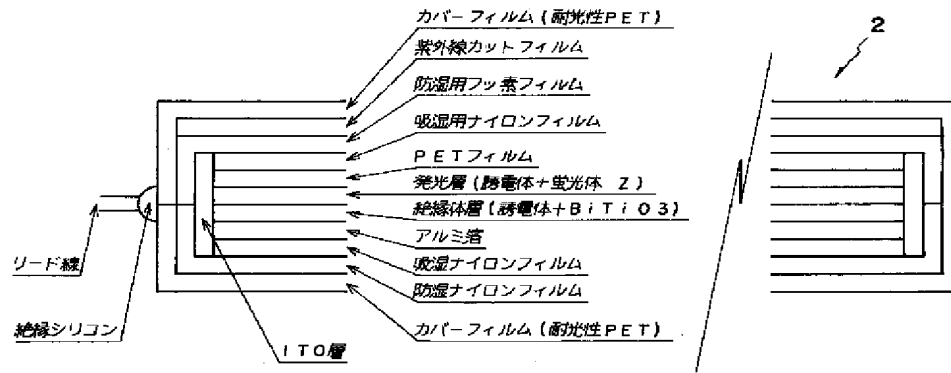 カバーフィルム(耐光性PET)
紫外線カットフィルム
防湿用フッ素フィルム
吸湿用ナイロンフィルム
PETフィルム
発光層(誘電体+蛍光体 Z)
絶縁体層(誘電体+BiTiO3)
アルミ箔
吸湿ナイロンフィルム
防湿ナイロンフィルム
カバーフィルム(耐光性PET)
リード線
絶縁シリコン
ITO層
2